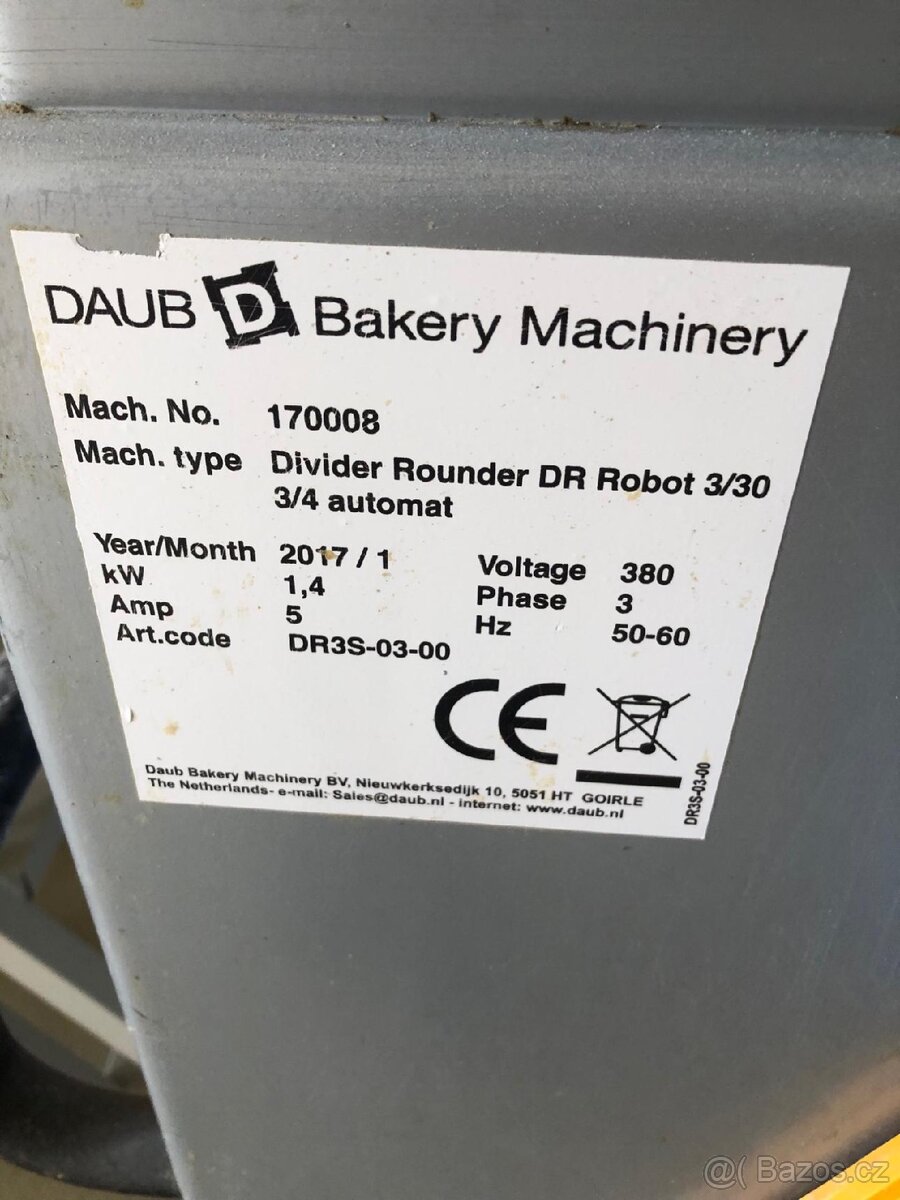 DAUB D Bakery Machinery
Mach. No. 170008
Mach. type Divider Rounder DR Robot 3/30
3/4 automat
Year/Month 2017 / 1
kW 1,4
Amp 5
Art.code DR3S-03-00
Voltage 380
Phase 3
Hz 50-60
CE
Daub Bakery Machinery BV, Nieuwkerksedijk 10, 5051 HT GOIRLE
The Netherlands- e-mail: Sales@daub.nl - internet: www.daub.nl
DR3S-03-00
@( Bazos.cz